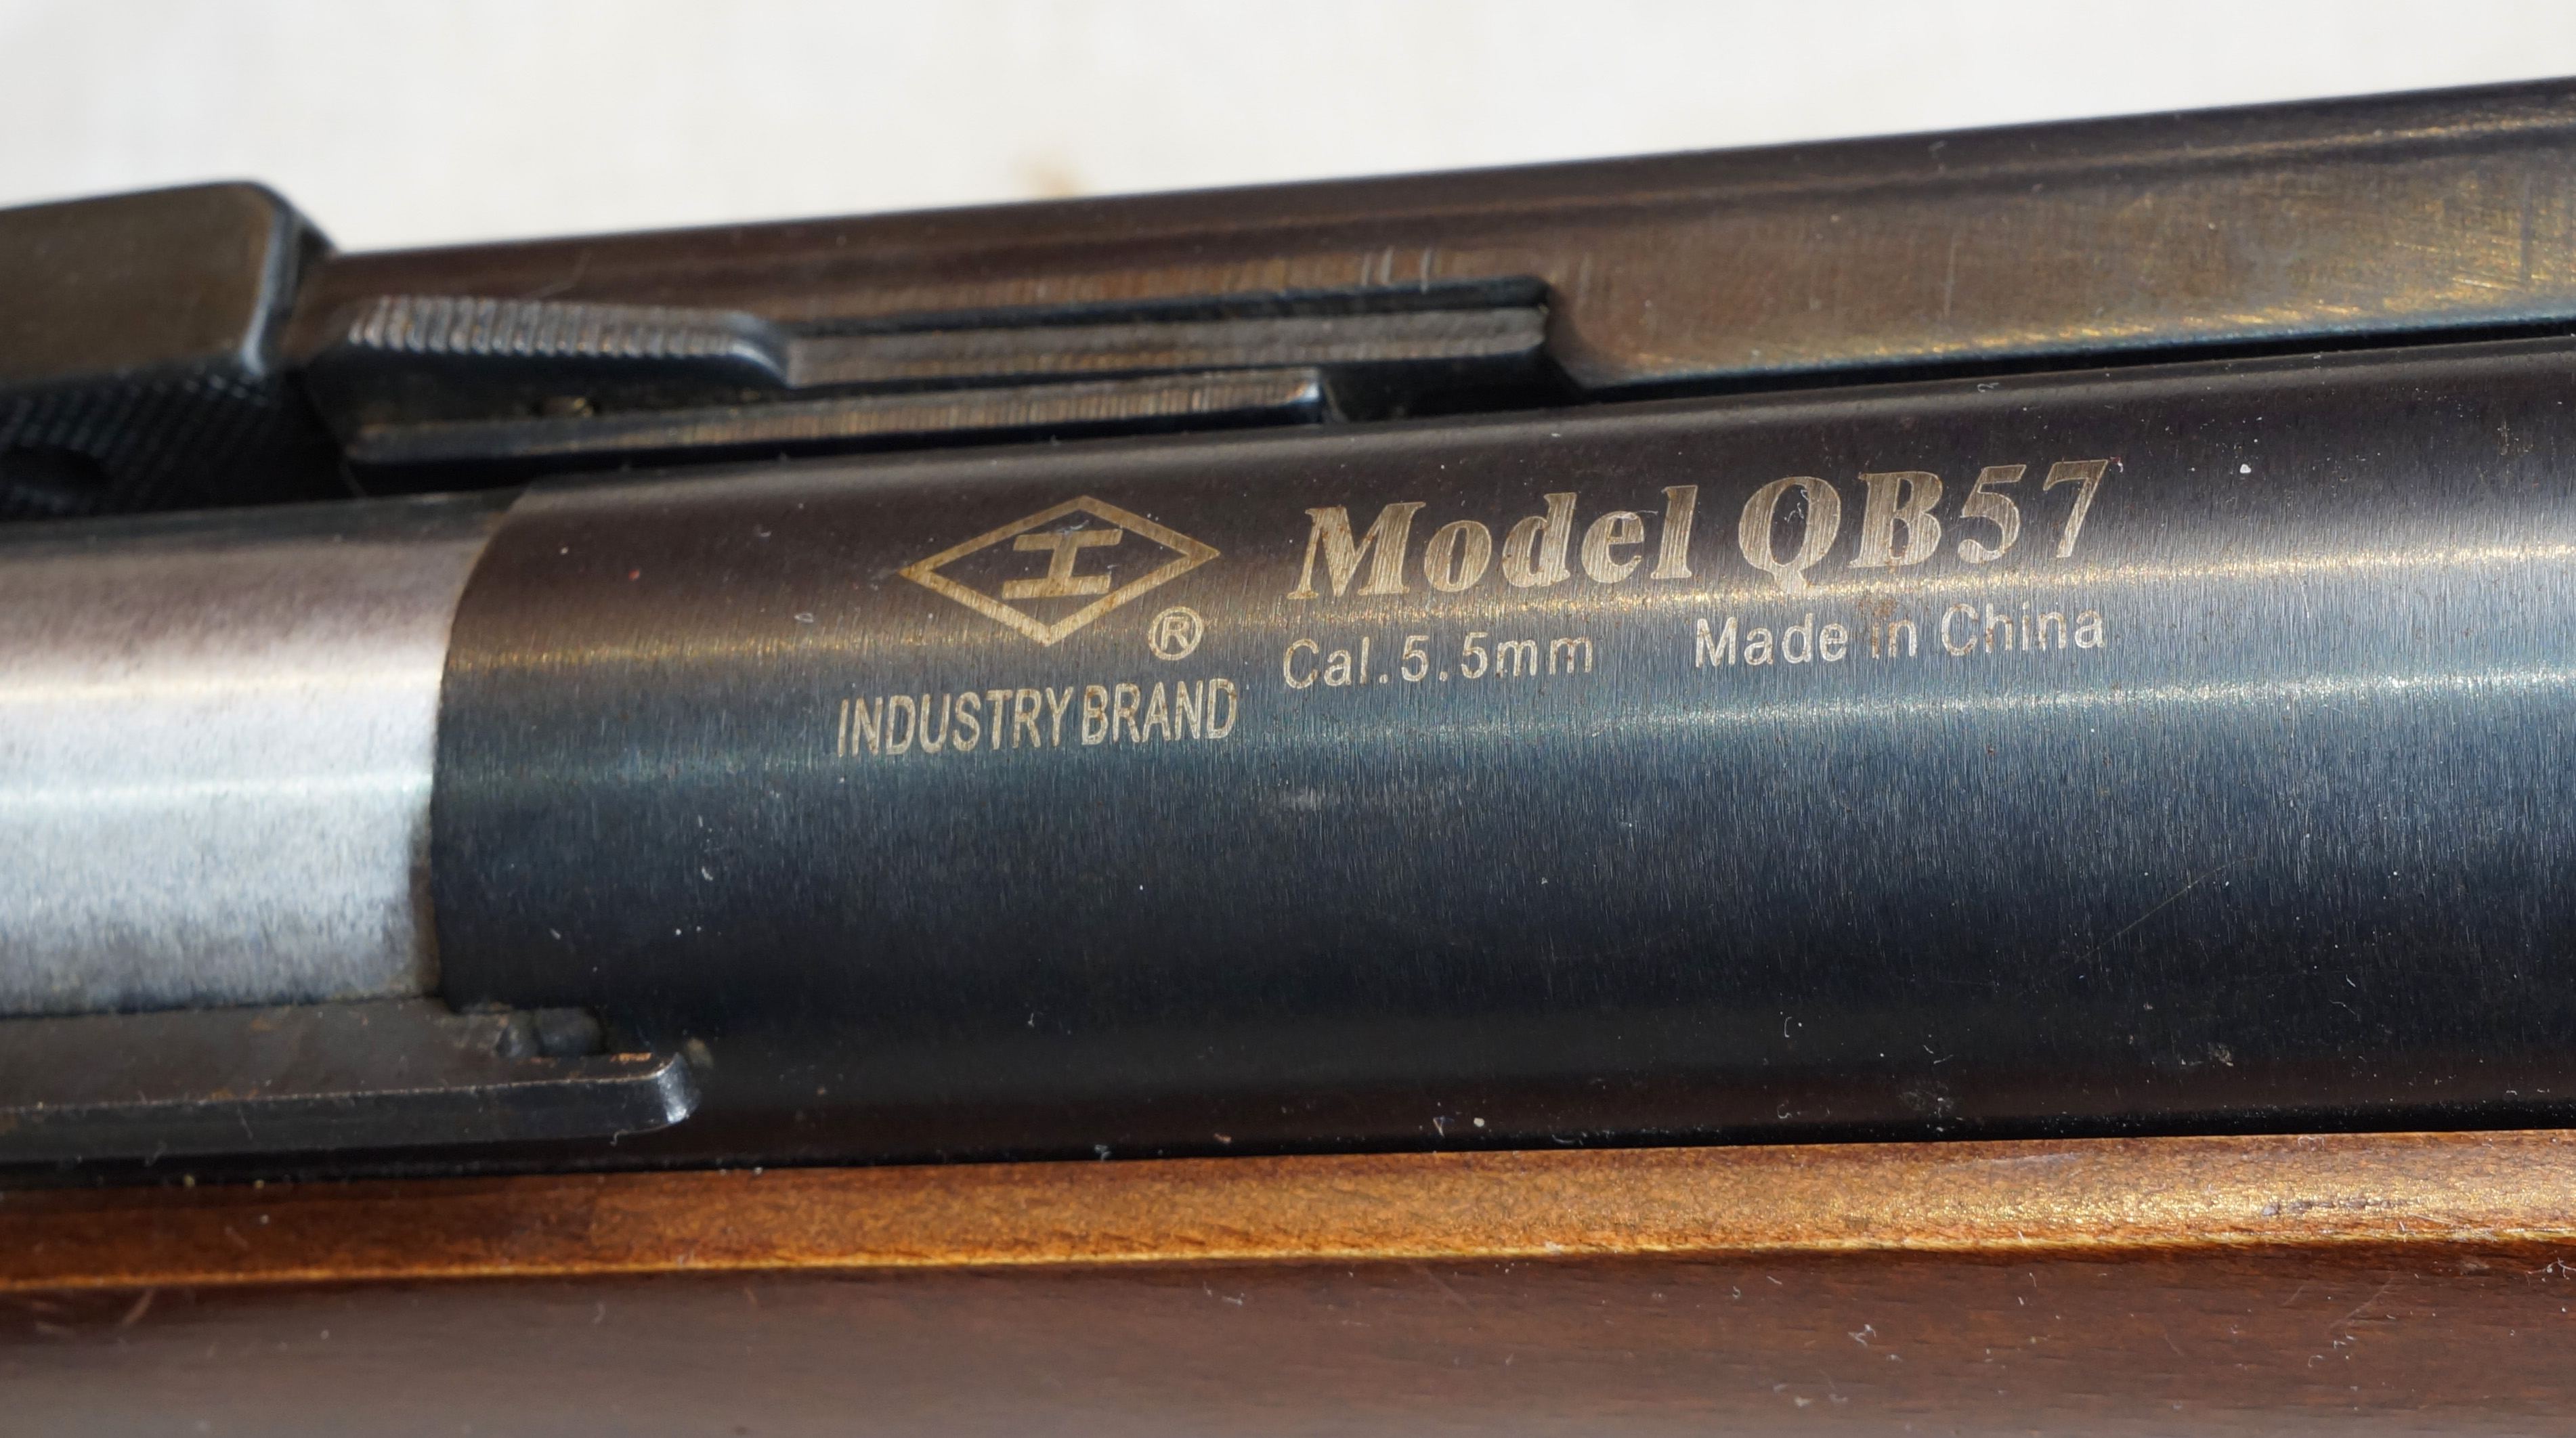 工
®
INDUSTRY BRAND
Model QB57
Cal.5.5mm Made in China